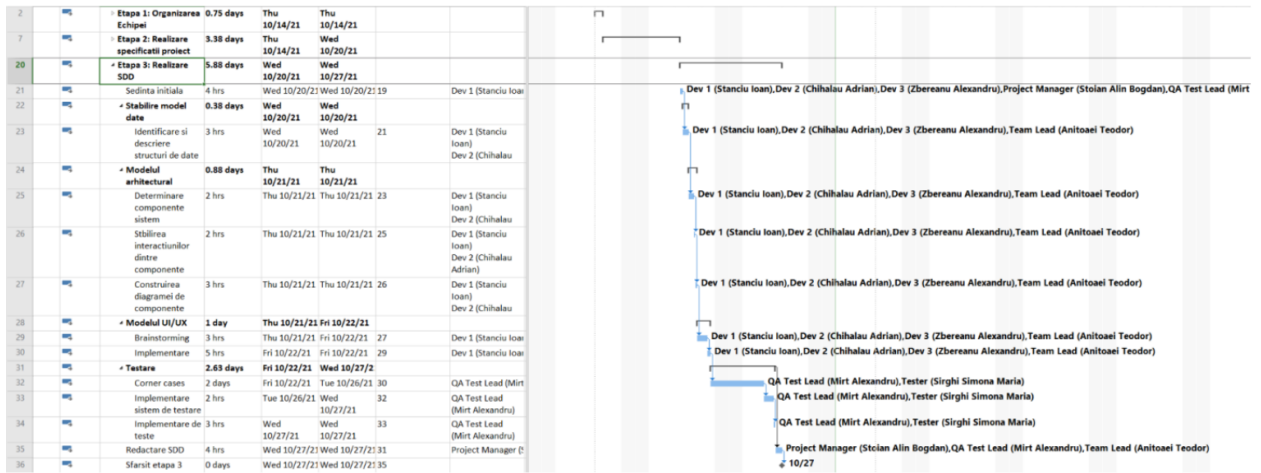 2 Etapa 1: Organizarea 0.75 days Thu Thu
Echipei 10/14/21 10/14/21
7 Etapa 2: Realizare 3.38 days Thu Wed
specificatii proiect 10/14/21 10/20/21
20 Etapa 3: Realizare 5.88 days Wed Wed
SDD 10/20/21 10/27/21
21 Sedinta initiala 4 hrs Wed 10/20/21 Wed 10/20/21 19 Dev 1 (Stanciu Ioan Dev 1 (Stanciu Ioan),Dev 2 (Chihalau Adrian),Dev 3 (Zbereanu Alexandru),Project Manager (Stoian Alin Bogdan),QA Test Lead (Mirt
22 Stabilire model 0.38 days Wed Wed
date 10/20/21 10/20/21
23 Identificare si 3 hrs Wed Wed 21 Dev 1 (Stanciu Dev 1 (Stanciu Ioan),Dev 2 (Chihalau Adrian),Dev 3 (Zbereanu Alexandru),Team Lead (Anitoaei Teodor)
descriere 10/20/21 10/20/21 Ioan)
structuri de date Dev 2 (Chihalau
24 Modelul 0.88 days Thu Thu
arhitectural 10/21/21 10/21/21
25 Determinare 2 hrs Thu 10/21/21 Thu 10/21/21 23 Dev 1 (Stanciu Dev 1 (Stanciu Ioan),Dev 2 (Chihalau Adrian),Dev 3 (Zbereanu Alexandru),Team Lead (Anitoaei Teodor)
componente Ioan)
sistem Dev 2 (Chihalau
26 Stbilirea 2 hrs Thu 10/21/21 Thu 10/21/21 25 Dev 1 (Stanciu Dev 1 (Stanciu Ioan),Dev 2 (Chihalau Adrian),Dev 3 (Zbereanu Alexandru),Team Lead (Anitoaei Teodor)
interactiunilor Ioan)
dintre Dev 2 (Chihalau
componente Adrian)
27 Construirea 3 hrs Thu 10/21/21 Thu 10/21/21 26 Dev 1 (Stanciu Dev 1 (Stanciu Ioan),Dev 2 (Chihalau Adrian),Dev 3 (Zbereanu Alexandru),Team Lead (Anitoaei Teodor)
diagramei de Ioan)
componente Dev 2 (Chihalau
28 Modelul UI/UX 1 day Thu 10/21/21 Fri 10/22/21
29 Brainstorming 3 hrs Thu 10/21/21 Fri 10/22/21 27 Dev 1 (Stanciu Ioan Dev 1 (Stanciu Ioan),Dev 2 (Chihalau Adrian),Dev 3 (Zbereanu Alexandru),Team Lead (Anitoaei Teodor)
30 Implementare 5 hrs Fri 10/22/21 Fri 10/22/21 29 Dev 1 (Stanciu Ioan Dev 1 (Stanciu Ioan),Dev 2 (Chihalau Adrian),Dev 3 (Zbereanu Alexandru),Team Lead (Anitoaei Teodor)
31 Testare 2.63 days Fri 10/22/21 Wed 10/27/2
32 Corner cases 2 days Fri 10/22/21 Tue 10/26/21 30 QA Test Lead (Mirt QA Test Lead (Mirt Alexandru),Tester (Sirghi Simona Maria)
33 Implementare 2 hrs Tue 10/26/21 Wed 32 QA Test Lead QA Test Lead (Mirt Alexandru),Tester (Sirghi Simona Maria)
sistem de testare 10/27/21 (Mirt Alexandru)
34 Implementare de 3 hrs Wed Wed 33 QA Test Lead QA Test Lead (Mirt Alexandru),Tester (Sirghi Simona Maria)
teste 10/27/21 10/27/21 (Mirt Alexandru)
35 Redactare SDD 4 hrs Wed 10/27/21 Wed 10/27/21 31 Project Manager (S Project Manager (Stoian Alin Bogdan),QA Test Lead (Mirt Alexandru),Team Lead (Anitoaei Teodor)
36 Sfarsit etapa 3 0 days Wed 10/27/21 Wed 10/27/21 35 10/27